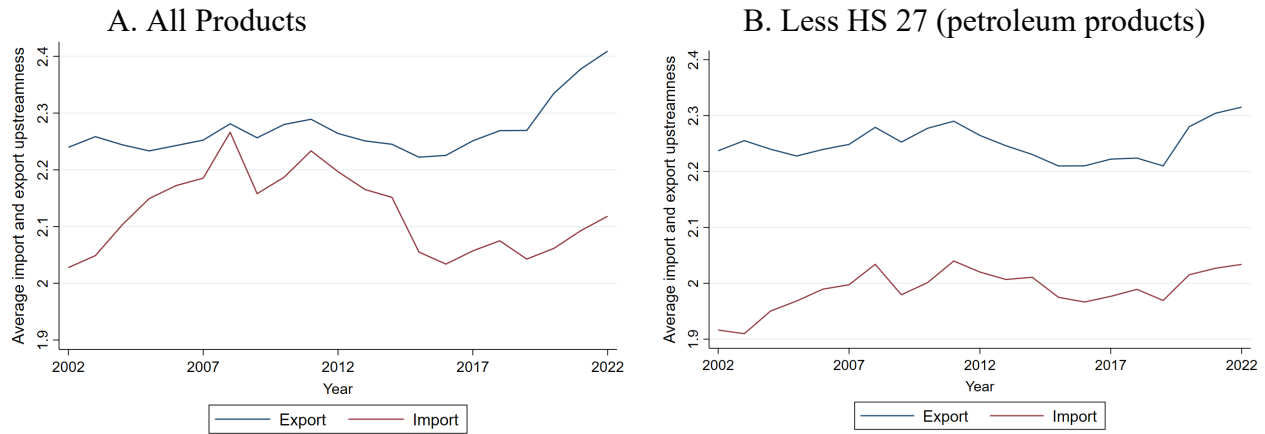 A. All Products
Average import and export upstreamness
2.4
2.3
2.2
2.1
2
1.9
2002
2007
2012
2017
2022
Year
Export
Import
B. Less HS 27 (petroleum products)
Average import and export upstreamness
2.4
2.3
2.2
2.1
2
1.9
2002
2007
2012
2017
2022
Year
Export
Import